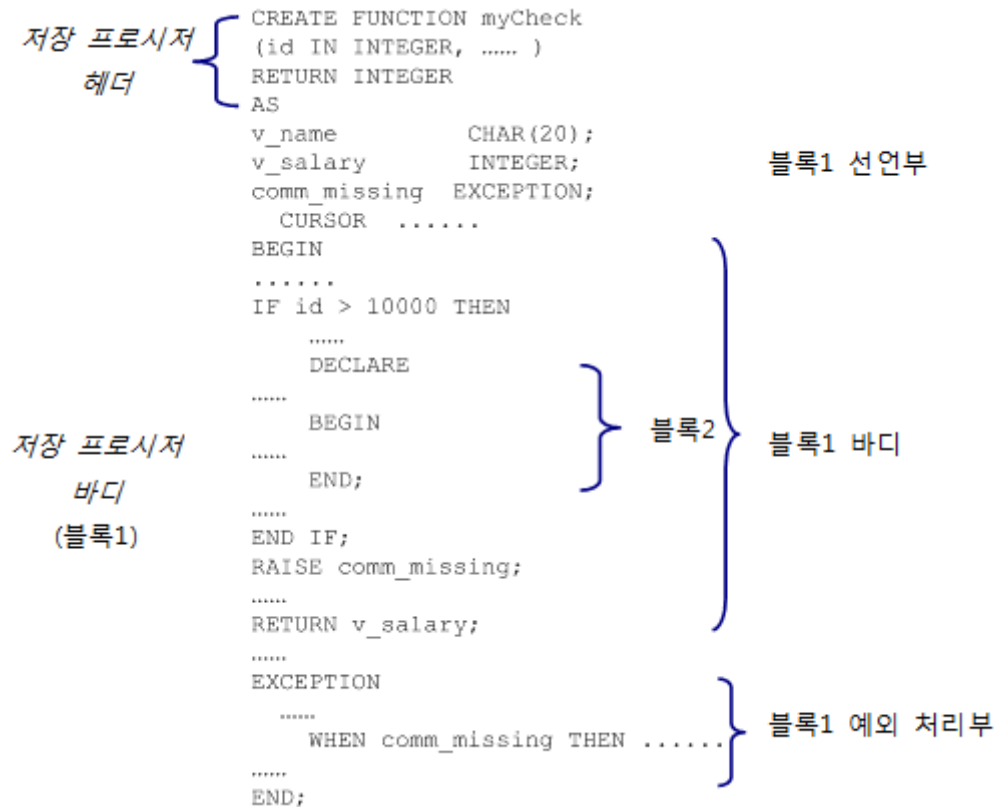 저장 프로시저
헤더
CREATE FUNCTION myCheck
(id IN INTEGER, ...... )
RETURN INTEGER
AS
v_name CHAR(20);
v_salary INTEGER;
comm_missing EXCEPTION;
CURSOR ......
블록1 선언부
BEGIN
......
IF id > 10000 THEN
......
DECLARE
......
BEGIN
......
END;
블록2
......
END IF;
RAISE comm_missing;
......
RETURN v_salary;
블록1 바디
저장 프로시저
바디
(블록1)
......
EXCEPTION
......
WHEN comm_missing THEN ......
......
END;
블록1 예외 처리부